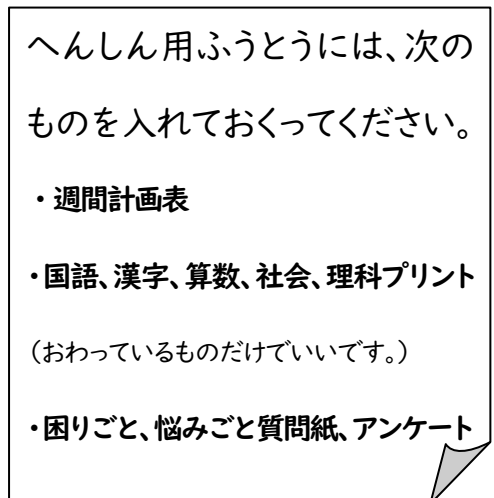 へんしん用ふうとうには、次の
ものを入れておくってください。
・週間計画表
・国語、漢字、算数、社会、理科プリント
（おわっているものだけでいいです。）
・困りごと、悩みごと質問紙、アンケート